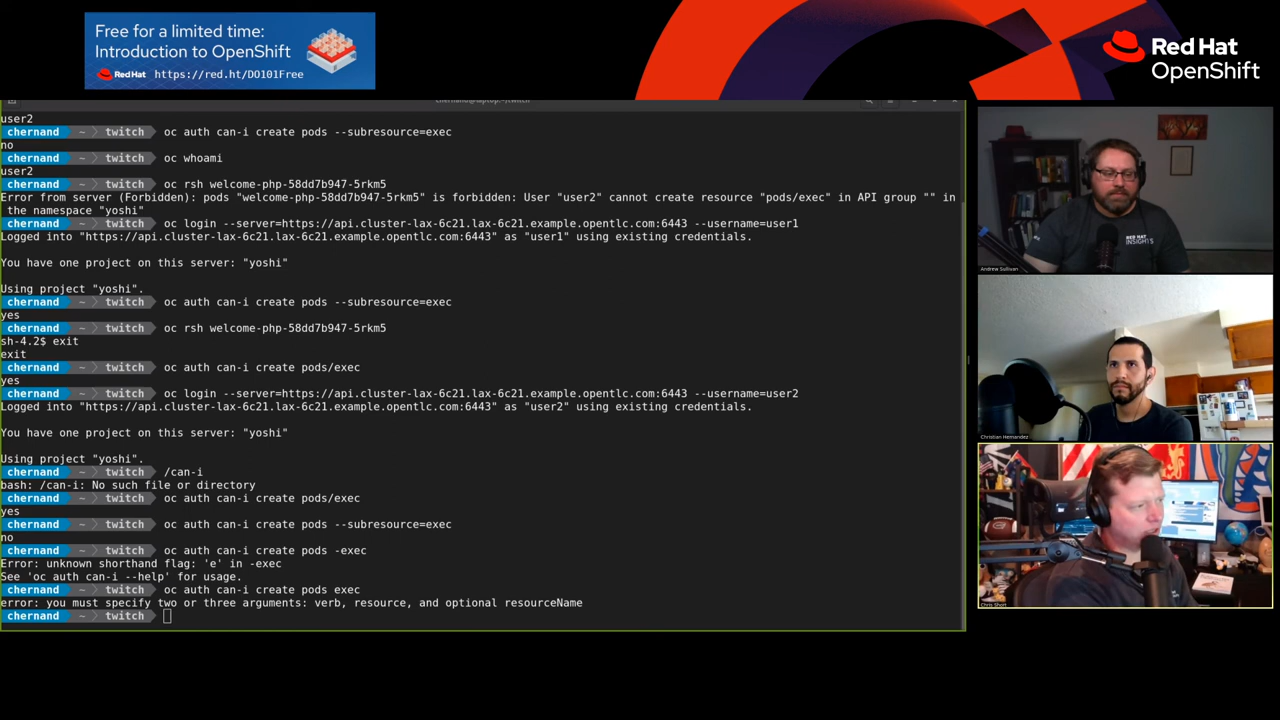 Free for a limited time:
Introduction to OpenShift
Red Hat https://red.ht/DO101Free
Red Hat
OpenShift
chernand@laptop:~/twitch
user2
chernand ~ twitch oc auth can-i create pods --subresource=exec
no
chernand ~ twitch oc whoami
user2
chernand ~ twitch oc rsh welcome-php-58dd7b947-5rkm5
Error from server (Forbidden): pods "welcome-php-58dd7b947-5rkm5" is forbidden: User "user2" cannot create resource "pods/exec" in API group "" in
the namespace "yoshi"
chernand ~ twitch oc login --server=https://api.cluster-lax-6c21.lax-6c21.example.opentlc.com:6443 --username=user1
Logged into "https://api.cluster-lax-6c21.lax-6c21.example.opentlc.com:6443" as "user1" using existing credentials.
You have one project on this server: "yoshi"
Using project "yoshi".
chernand ~ twitch oc auth can-i create pods --subresource=exec
yes
chernand ~ twitch oc rsh welcome-php-58dd7b947-5rkm5
sh-4.2$ exit
exit
chernand ~ twitch oc auth can-i create pods/exec
yes
chernand ~ twitch oc login --server=https://api.cluster-lax-6c21.lax-6c21.example.opentlc.com:6443 --username=user2
Logged into "https://api.cluster-lax-6c21.lax-6c21.example.opentlc.com:6443" as "user2" using existing credentials.
You have one project on this server: "yoshi"
Using project "yoshi".
chernand ~ twitch /can-i
bash: /can-i: No such file or directory
chernand ~ twitch oc auth can-i create pods/exec
yes
chernand ~ twitch oc auth can-i create pods --subresource=exec
no
chernand ~ twitch oc auth can-i create pods -exec
Error: unknown shorthand flag: 'e' in -exec
See 'oc auth can-i --help' for usage.
chernand ~ twitch oc auth can-i create pods exec
error: you must specify two or three arguments: verb, resource, and optional resourceName
chernand ~ twitch
RED HAT
INSIGHTS
Andrew Sullivan
Christian Hernandez
Chris Short